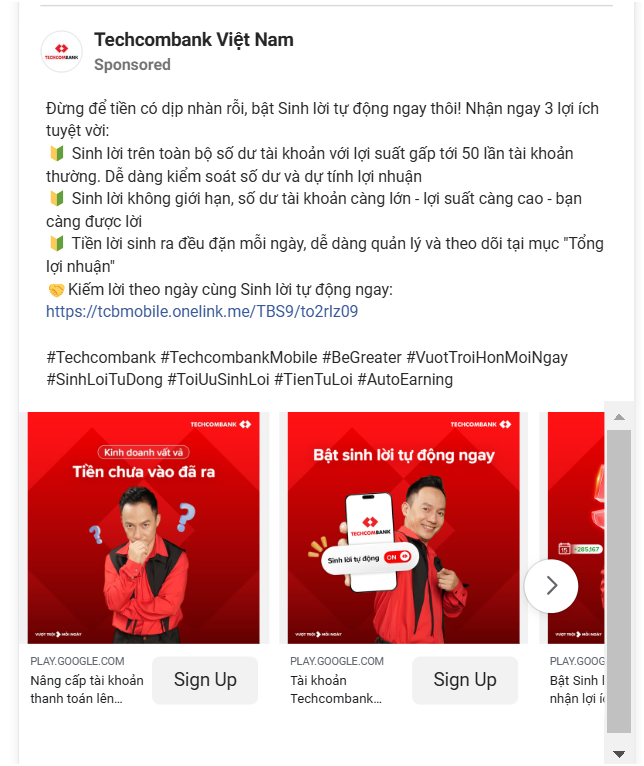 Techcombank Việt Nam
TECHCOMBANK
Sponsored
Đừng để tiền có dịp nhàn rỗi, bật Sinh lời tự động ngay thôi! Nhận ngay 3 lợi ích
tuyệt vời:
🔰 Sinh lời trên toàn bộ số dư tài khoản với lợi suất gấp tới 50 lần tài khoản
thường. Dễ dàng kiểm soát số dư và dự tính lợi nhuận
🔰 Sinh lời không giới hạn, số dư tài khoản càng lớn - lợi suất càng cao - bạn
càng được lời
🔰 Tiền lời sinh ra đều đặn mỗi ngày, dễ dàng quản lý và theo dõi tại mục "Tổng
lợi nhuận"
🤝Kiếm lời theo ngày cùng Sinh lời tự động ngay:
https://tcbmobile.onelink.me/TBS9/to2rlz09
#Techcombank #TechcombankMobile #BeGreater #VuotTroiHonMoiNgay
#SinhLoiTuDong #ToiUuSinhLoi #TienTuLoi #AutoEarning
TECHCOMBANK
Kinh doanh vất vả
Tiền chưa vào đã ra
VƯỢT TRỘI MỖI NGÀY
PLAY.GOOGLE.COM
Nâng cấp tài khoản
thanh toán lên...
Sign Up
TECHCOMBANK
Bật sinh lời tự động ngay
TECHCOMBANK
Sinh lời tự động ON
VƯỢT TRỘI MỖI NGÀY
PLAY.GOOGLE.COM
Tài khoản
Techcombank...
Sign Up
15 +285,167
VƯỢT TRỘI
PLAY.GOOG
Bật Sinh l
nhận lợi í